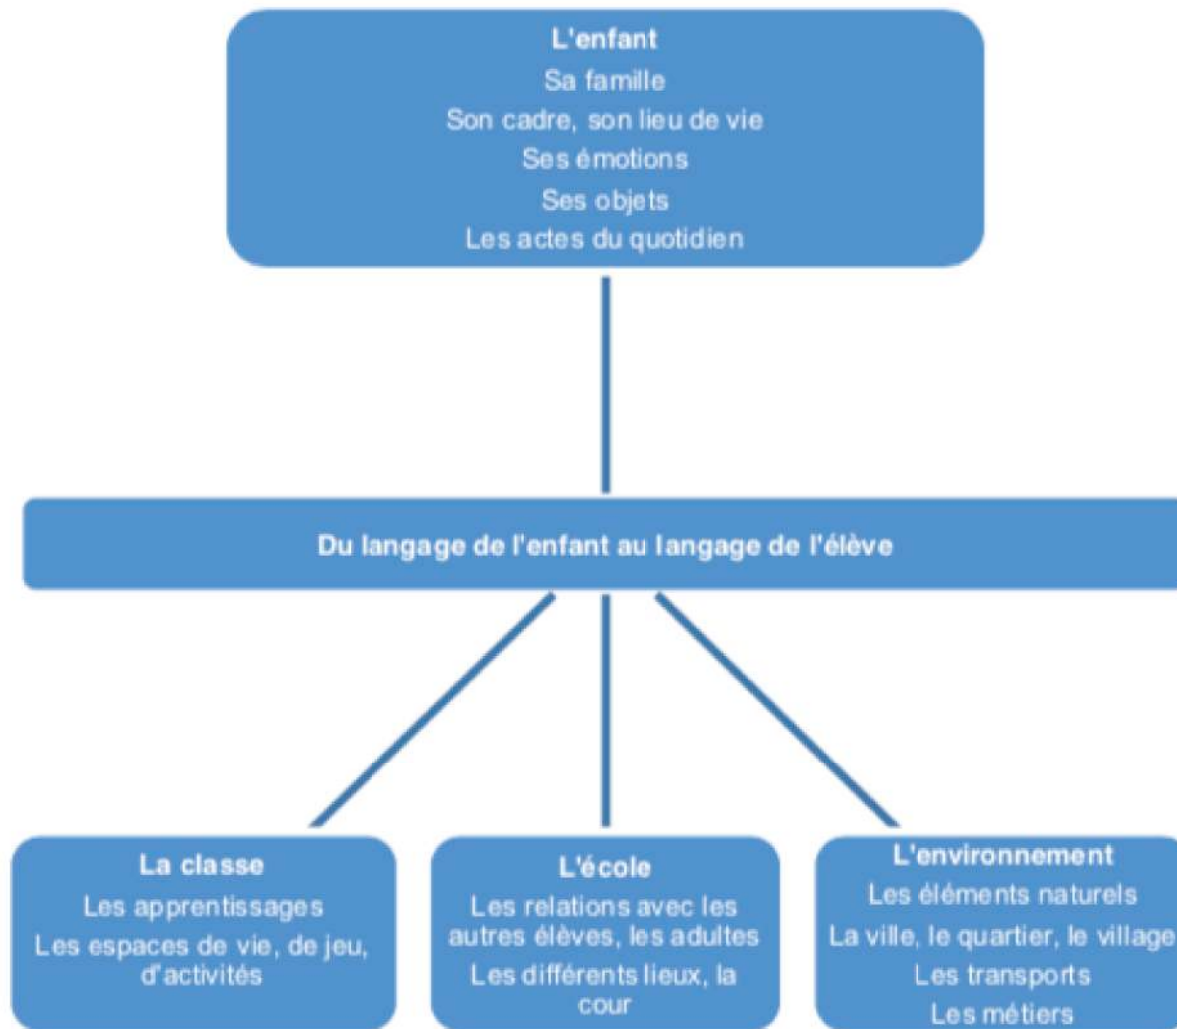 L'enfant
Sa famille
Son cadre, son lieu de vie
Ses émotions
Ses objets
Les actes du quotidien
Du langage de l'enfant au langage de l'élève
La classe
Les apprentissages
Les espaces de vie, de jeu,
d'activités
L'école
Les relations avec les
autres élèves, les adultes
Les différents lieux, la
cour
L'environnement
Les éléments naturels
La ville, le quartier, le village
Les transports
Les métiers